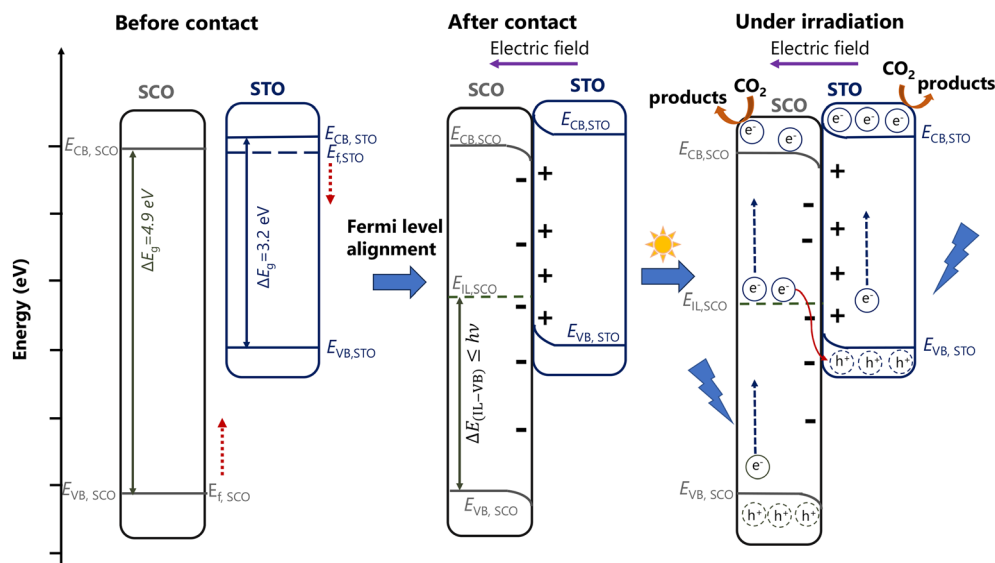 Before contact
After contact
Under irradiation
Electric field
Electric field
SCO
STO
SCO
STO
SCO
STO
products
CO₂
CO₂
products
Energy (eV)
E_CB, SCO
E_CB, STO
E_f,STO
ΔE_g=4.9 eV
ΔE_g=3.2 eV
E_VB,STO
E_VB, SCO
E_f, SCO
Fermi level
alignment
E_CB,SCO
E_CB,STO
E_IL,SCO
ΔE_(IL−VB) ≤ hν
E_VB, STO
E_VB, SCO
- - - - -
+ + + +
E_CB,SCO
E_CB,STO
E_IL,SCO
E_VB, STO
E_VB, SCO
e⁻ e⁻
e⁻ e⁻ e⁻
e⁻ e⁻
e⁻
e⁻
h⁺ h⁺ h⁺
h⁺ h⁺ h⁺
- - - - -
+ + + +